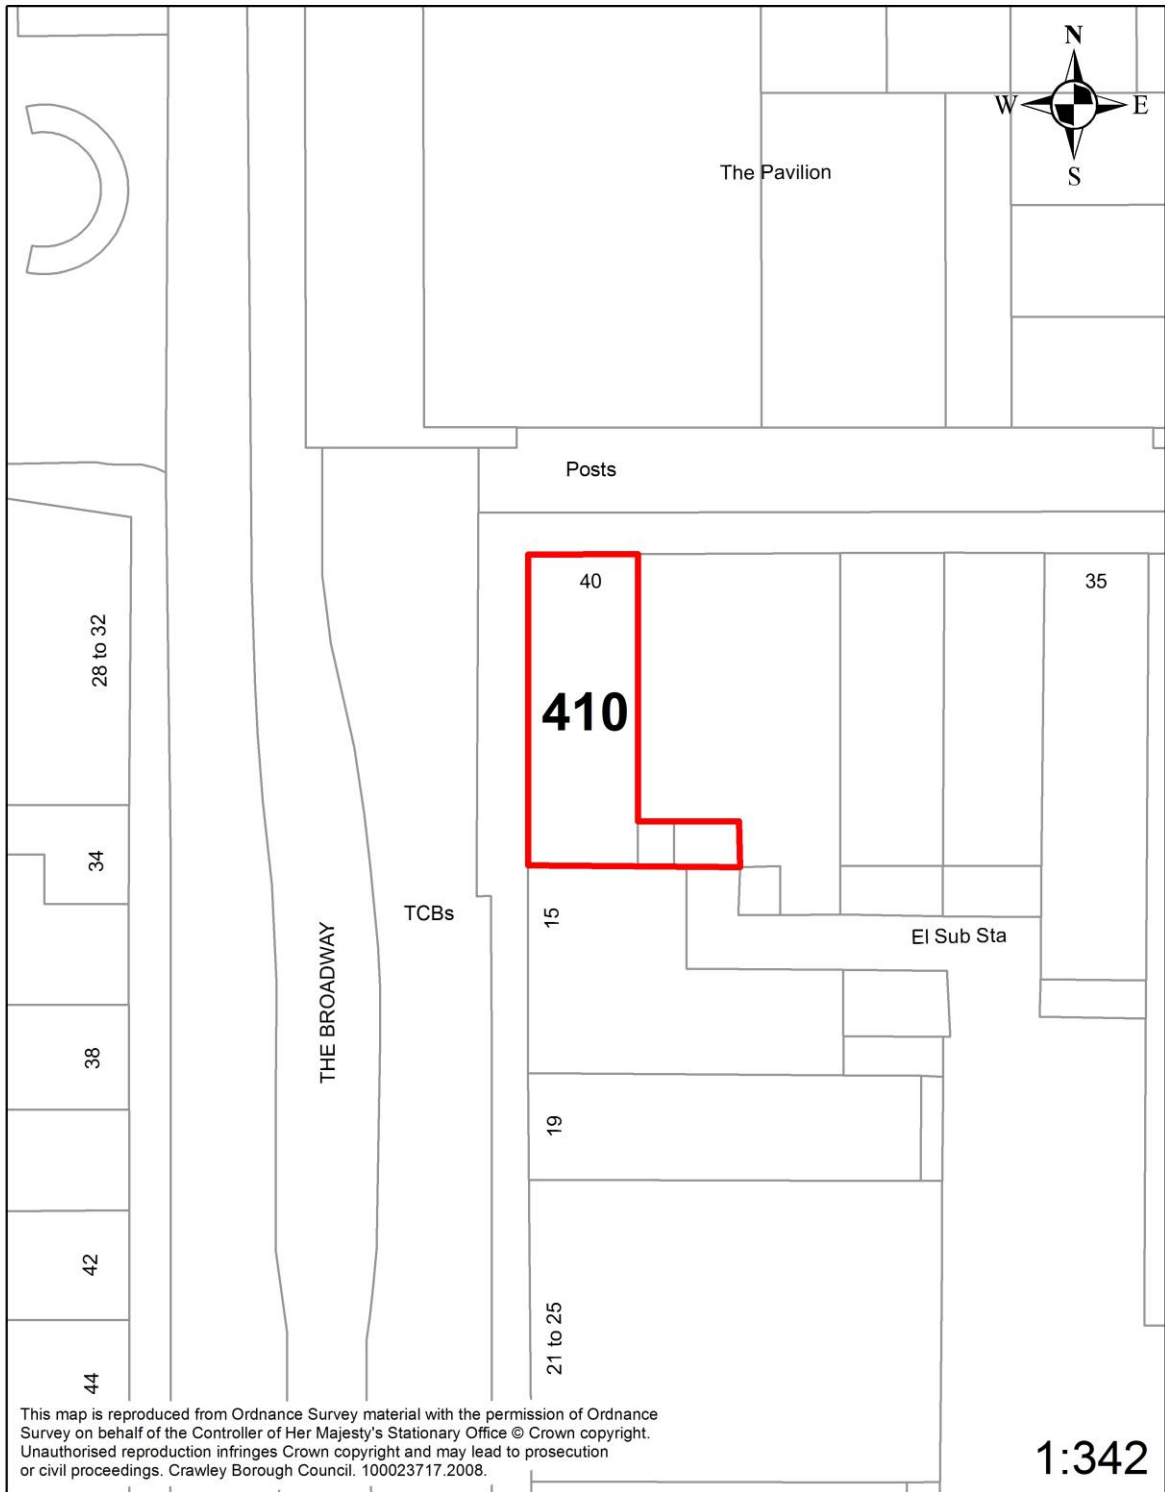 N
W E
S
The Pavilion
Posts
40
35
28 to 32
410
34
15
TCBs
El Sub Sta
THE BROADWAY
38
19
42
21 to 25
44
This map is reproduced from Ordnance Survey material with the permission of Ordnance
Survey on behalf of the Controller of Her Majesty's Stationary Office © Crown copyright.
Unauthorised reproduction infringes Crown copyright and may lead to prosecution
or civil proceedings. Crawley Borough Council. 100023717.2008.
1:342